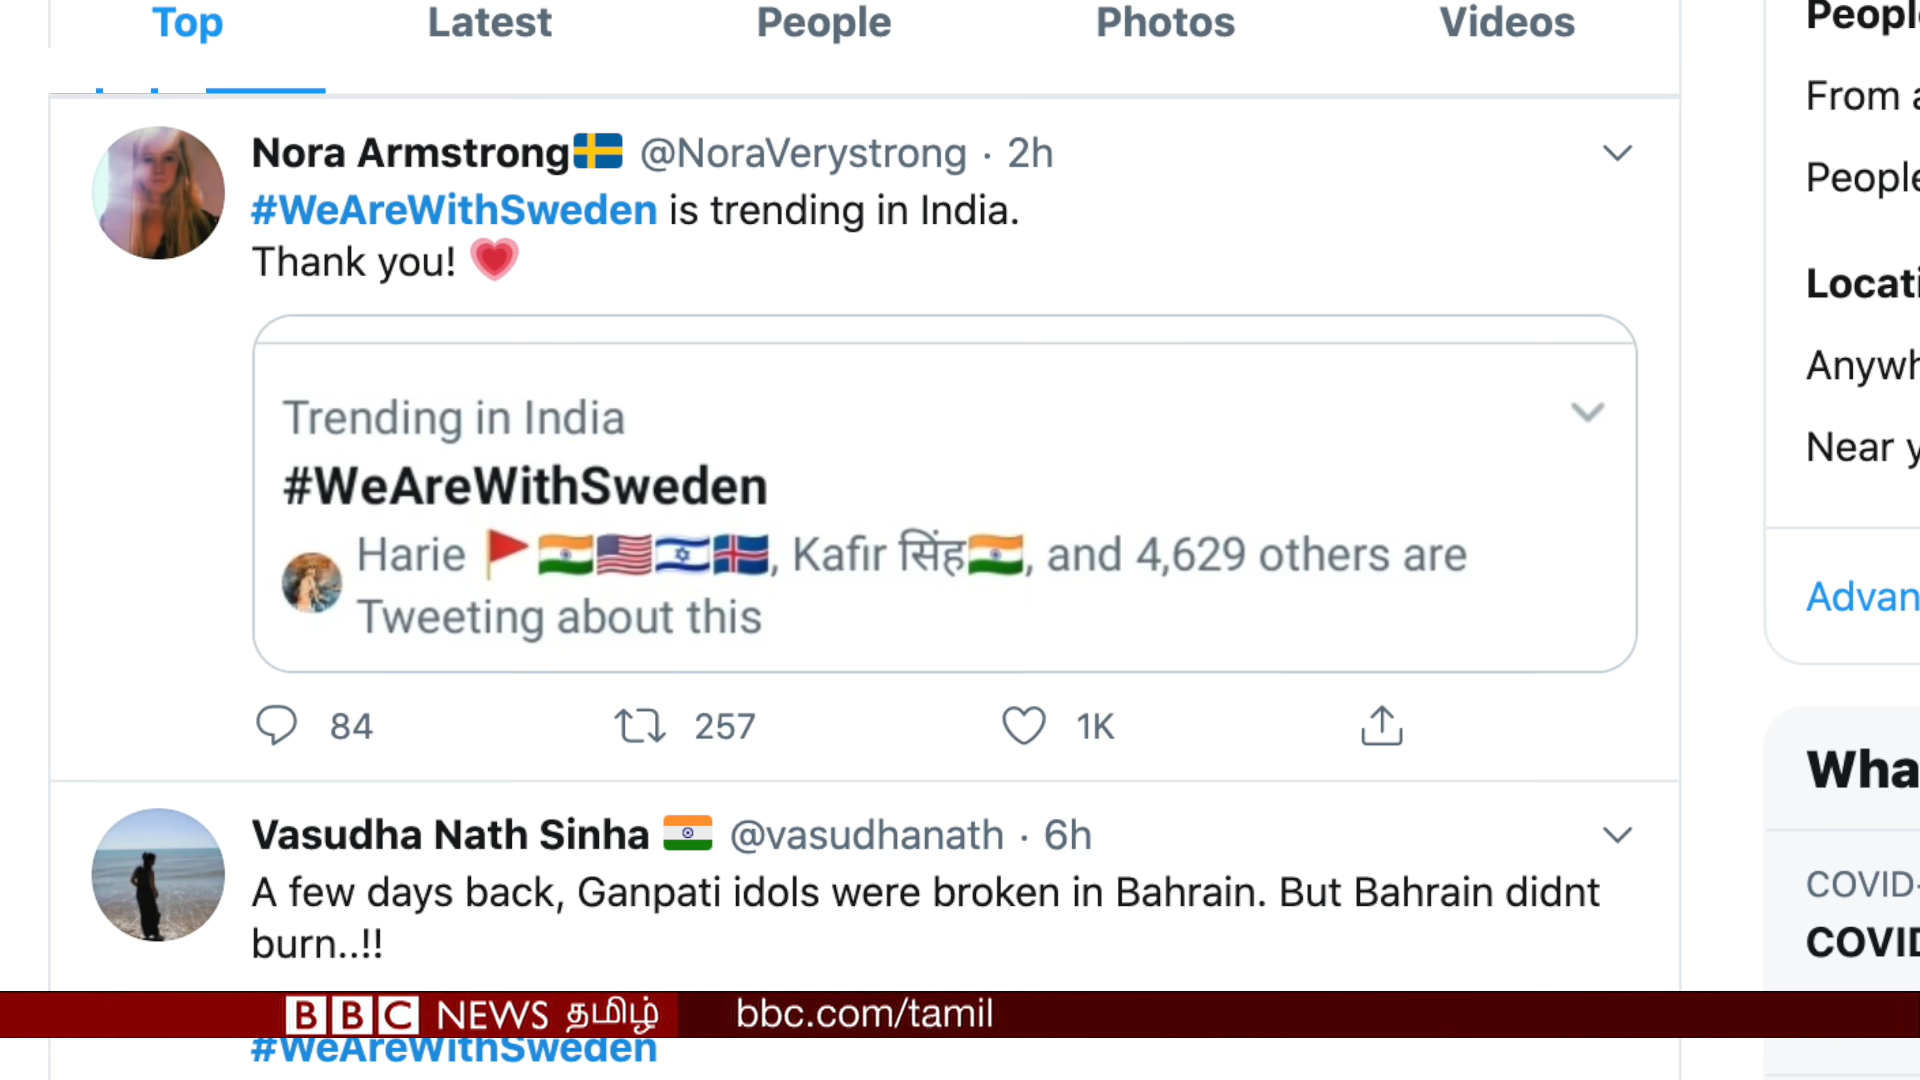 Top Latest People Photos Videos
Nora Armstrong @NoraVerystrong · 2h
#WeAreWithSweden is trending in India.
Thank you!
Trending in India
#WeAreWithSweden
Harie , Kafir सिंह, and 4,629 others are
Tweeting about this
84 257 1K
Vasudha Nath Sinha @vasudhanath · 6h
A few days back, Ganpati idols were broken in Bahrain. But Bahrain didnt
burn..!!
#WeAreWithSweden
From
Near
COVID-
BBC NEWS தமிழ் bbc.com/tamil